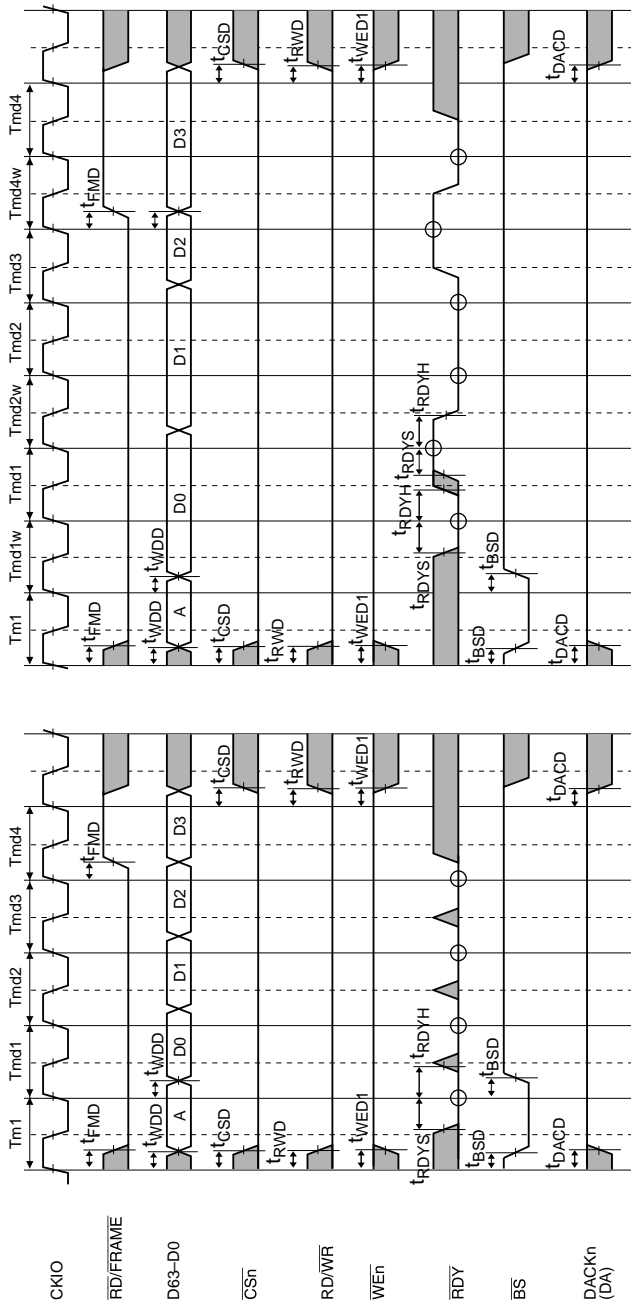 Tm1 Tmd1 Tmd2 Tmd3 Tmd4
Tm1 Tmd1w Tmd1 Tmd2w Tmd2 Tmd3 Tmd4w Tmd4
CKIO
tFMD tFMD
tFMD tFMD
RD/FRAME
tWDD tWDD
A D0 D1 D2 D3
tWDD tWDD
A D0 D1 D2 D3
D63–D0
tCSD tCSD
tCSD tCSD
CSn
tRWD tRWD
tRWD tRWD
RD/WR
tWED1 tWED1
tWED1 tWED1
WEn
tRDYS tRDYH
tRDYS tRDYH tRDYS tRDYH
RDY
tBSD tBSD
tBSD tBSD
BS
tDACD tDACD
tDACD tDACD
DACKn
(DA)